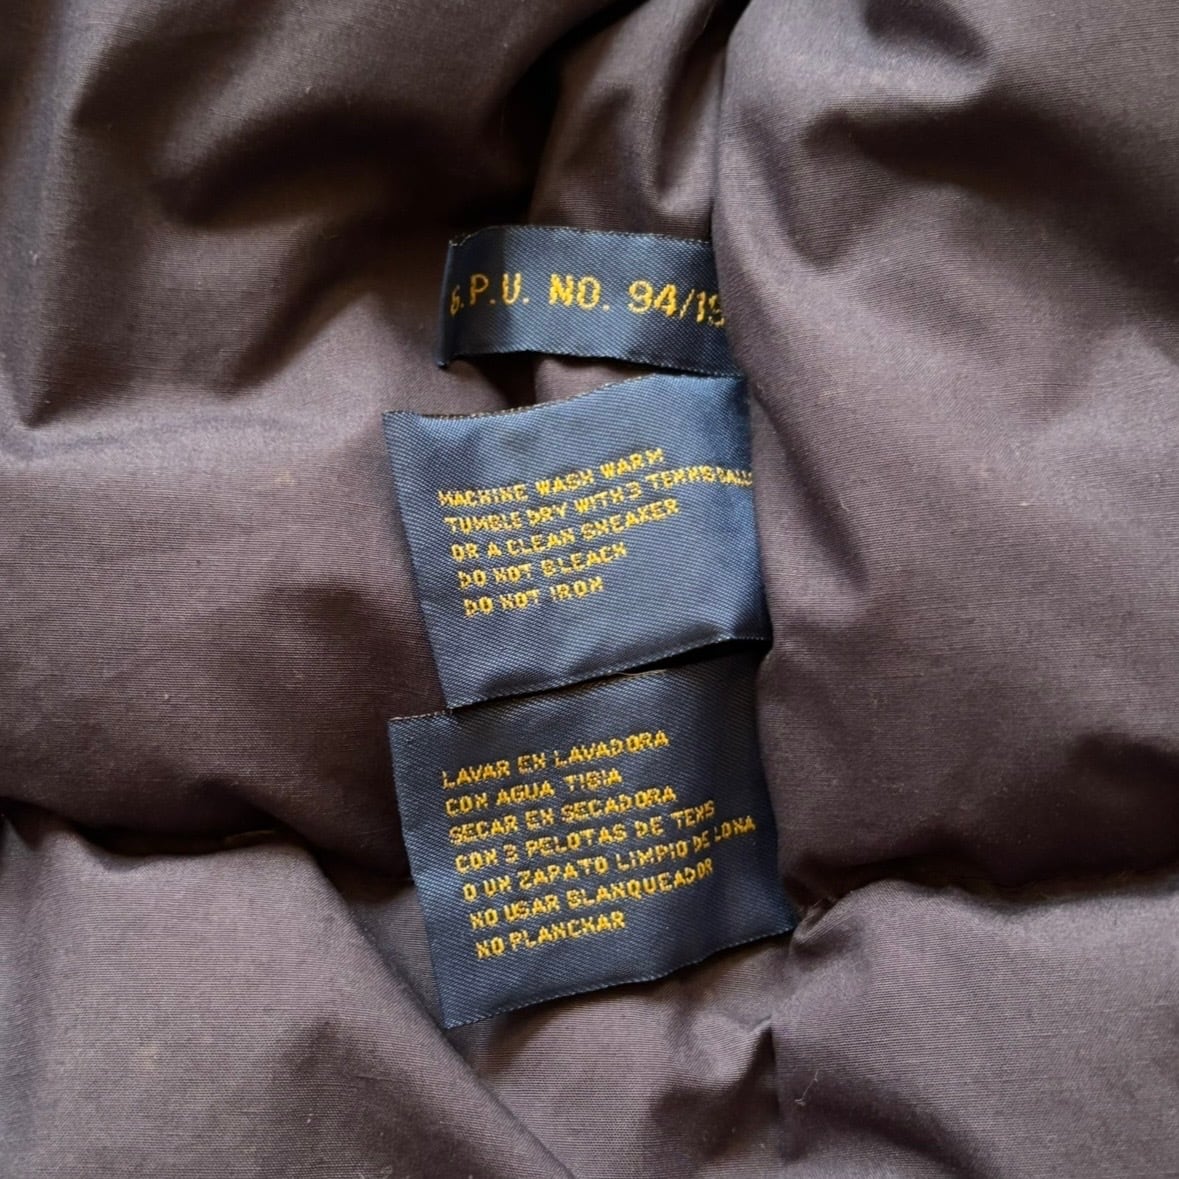 G.P.U. NO. 94/19
MACHINE WASH WARM
TUMBLE DRY WITH 3 TENNIS BALLS
OR A CLEAN SNEAKER
DO NOT BLEACH
DO NOT IRON
LAVAR EN LAVADORA
CON AGUA TIBIA
SECAR EN SECADORA
CON 3 PELOTAS DE TENS
O UN ZAPATO LIMPIO DE LONA
NO USAR BLANQUEADOR
NO PLANCHAR